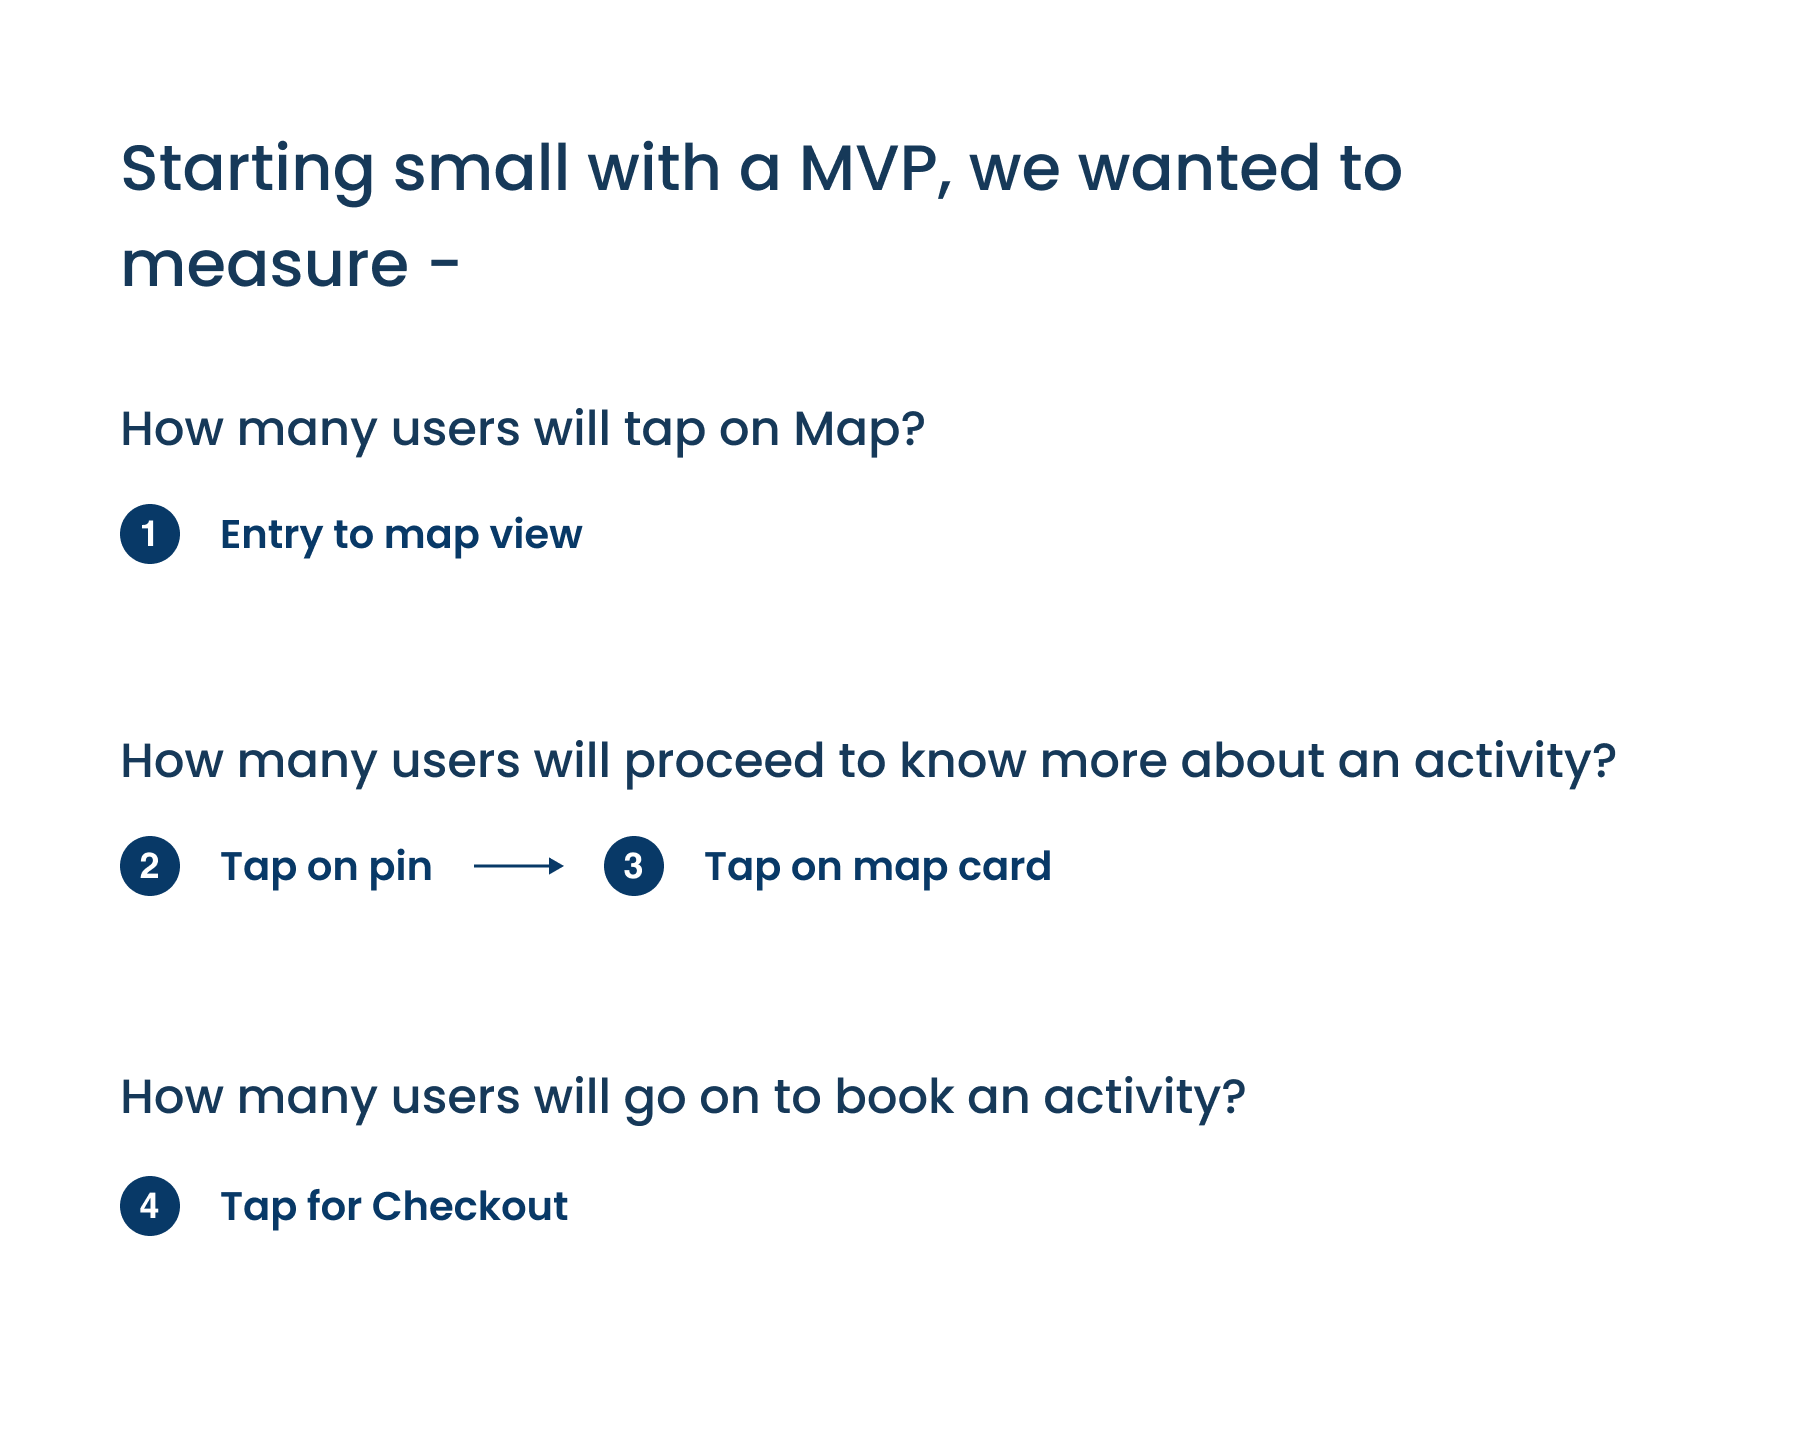 Starting small with a MVP, we wanted to
measure -
How many users will tap on Map?
1 Entry to map view
How many users will proceed to know more about an activity?
2 Tap on pin 3 Tap on map card
How many users will go on to book an activity?
4 Tap for Checkout